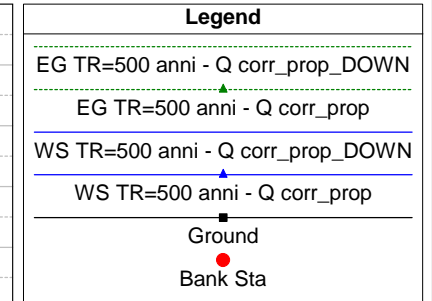 Legend
EG TR=500 anni - Q corr_prop_DOWN
EG TR=500 anni - Q corr_prop
WS TR=500 anni - Q corr_prop_DOWN
WS TR=500 anni - Q corr_prop
Ground
Bank Sta